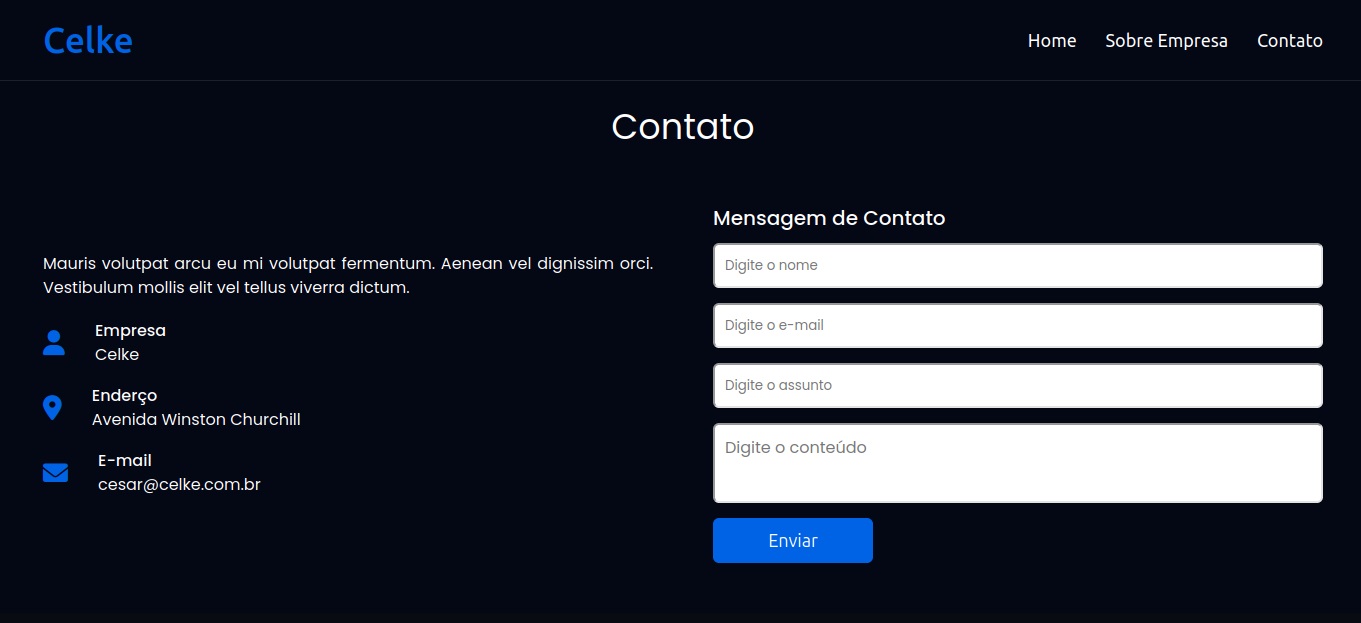 Celke
Home
Sobre Empresa
Contato
Contato
Mauris volutpat arcu eu mi volutpat fermentum. Aenean vel dignissim orci.
Vestibulum mollis elit vel tellus viverra dictum.
Empresa
Celke
Enderço
Avenida Winston Churchill
E-mail
cesar@celke.com.br
Mensagem de Contato
Digite o nome
Digite o e-mail
Digite o assunto
Digite o conteúdo
Enviar